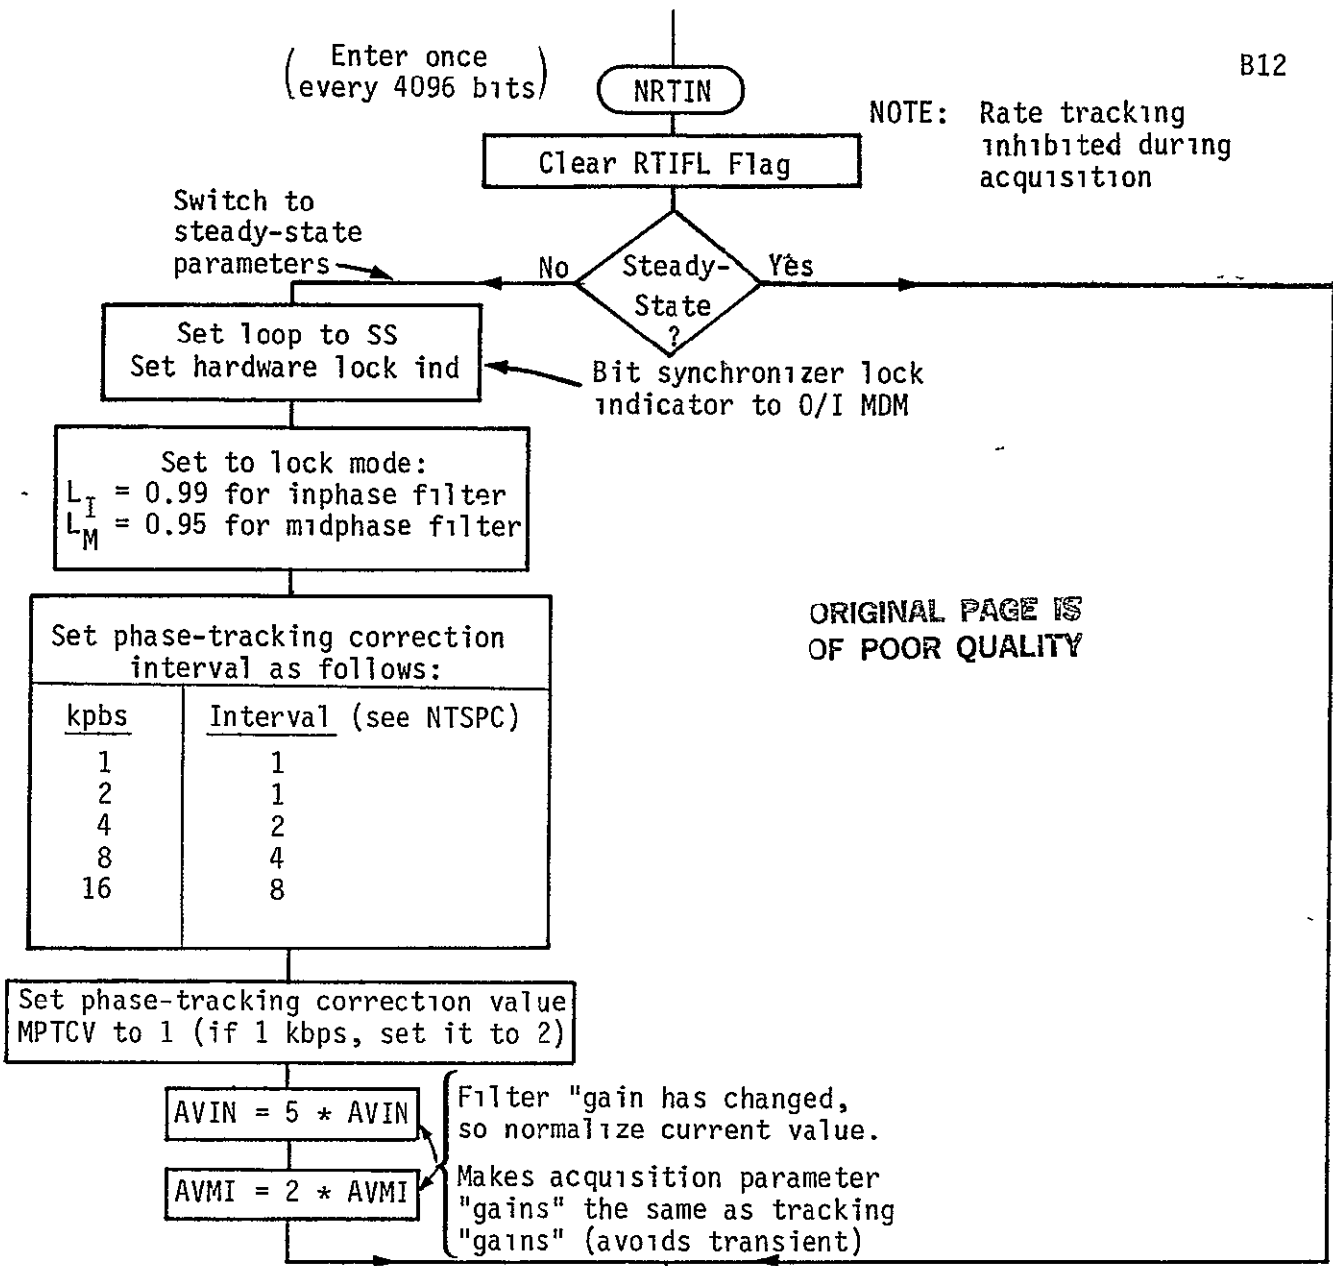 B12
(Enter once
every 4096 bits)
NRTIN
NOTE: Rate tracking
inhibited during
acquisition
Clear RTIFL Flag
Switch to
steady-state
parameters
No
Steady-
State
?
Yes
Set loop to SS
Set hardware lock ind
Bit synchronizer lock
indicator to O/I MDM
Set to lock mode:
L_I = 0.99 for inphase filter
L_M = 0.95 for midphase filter
ORIGINAL PAGE IS
OF POOR QUALITY
Set phase-tracking correction
interval as follows:
kpbs Interval (see NTSPC)
1 1
2 1
4 2
8 4
16 8
Set phase-tracking correction value
MPTCV to 1 (if 1 kbps, set it to 2)
AVIN = 5 * AVIN
AVMI = 2 * AVMI
Filter "gain has changed,
so normalize current value.
Makes acquisition parameter
"gains" the same as tracking
"gains" (avoids transient)